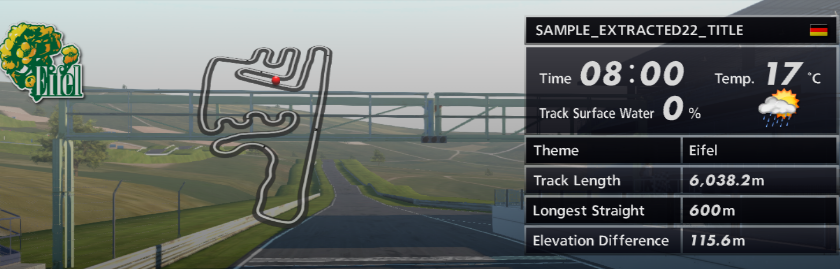 Eifel
SAMPLE_EXTRACTED22_TITLE
Time 08:00 Temp. 17 °C
Track Surface Water 0 %
Theme Eifel
Track Length 6,038.2m
Longest Straight 600m
Elevation Difference 115.6m